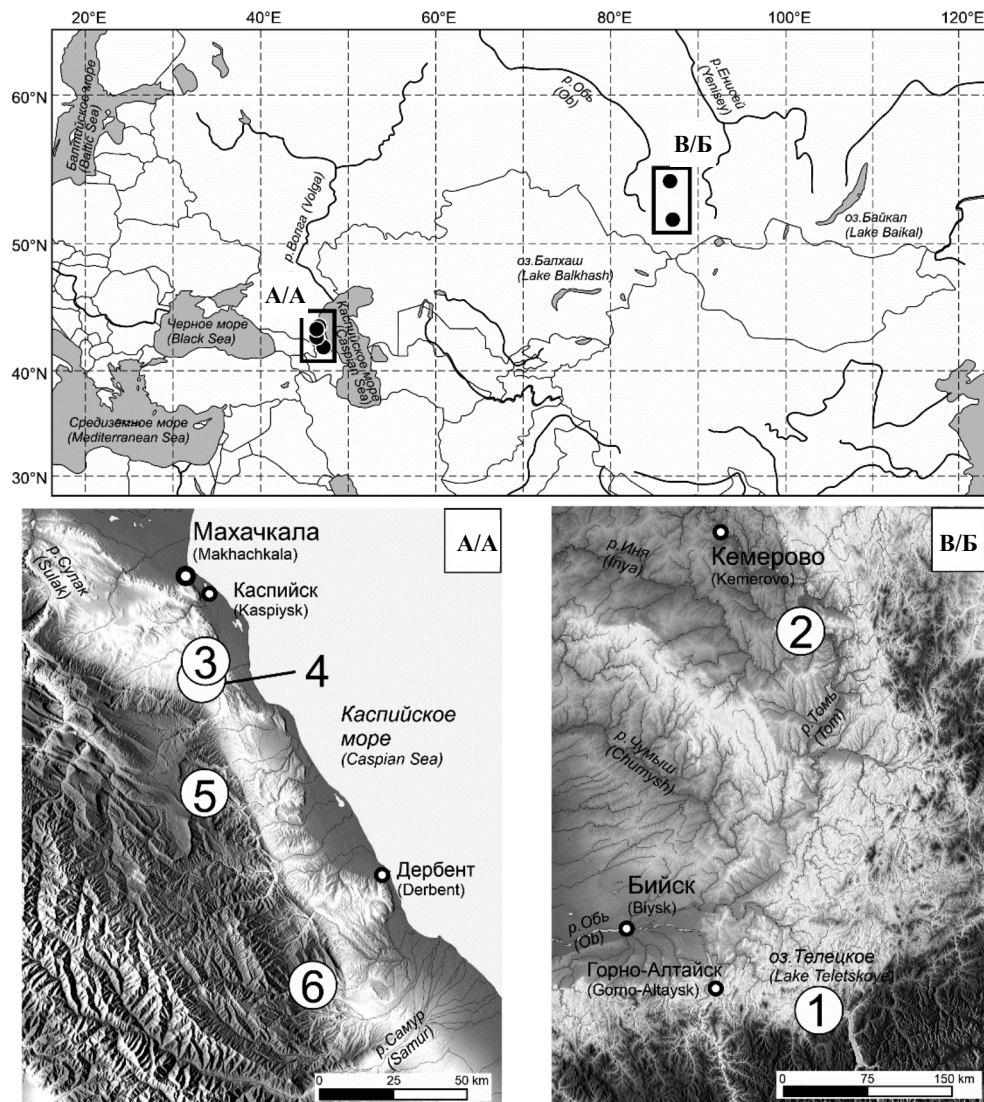 20°E 40°E 60°E 80°E 100°E 120°E
60°N
50°N
40°N
30°N
Балтийское море
(Baltic Sea)
р.Волга (Volga)
р.Обь
(Ob)
р.Енисей
(Yenisey)
В/Б
оз.Байкал
(Lake Baikal)
оз.Балхаш
(Lake Balkhash)
А/А
Черное море
(Black Sea)
Каспийское море
(Caspian Sea)
Средиземное море
(Mediterranean Sea)
А/А
Махачкала
(Makhachkala)
р.Сулак
(Sulak)
Каспийск
(Kaspiysk)
3
4
Каспийское
море
(Caspian Sea)
5
Дербент
(Derbent)
6
р.Самур
(Samur)
0 25 50 km
В/Б
р.Иня
(Inya)
Кемерово
(Kemerovo)
2
р.Томь
(Tom)
р.Чумыш
(Chumysh)
Бийск
(Biysk)
р.Обь
(Ob)
оз.Телецкое
(Lake Teletskoye)
Горно-Алтайск
(Gorno-Altaysk)
1
0 75 150 km